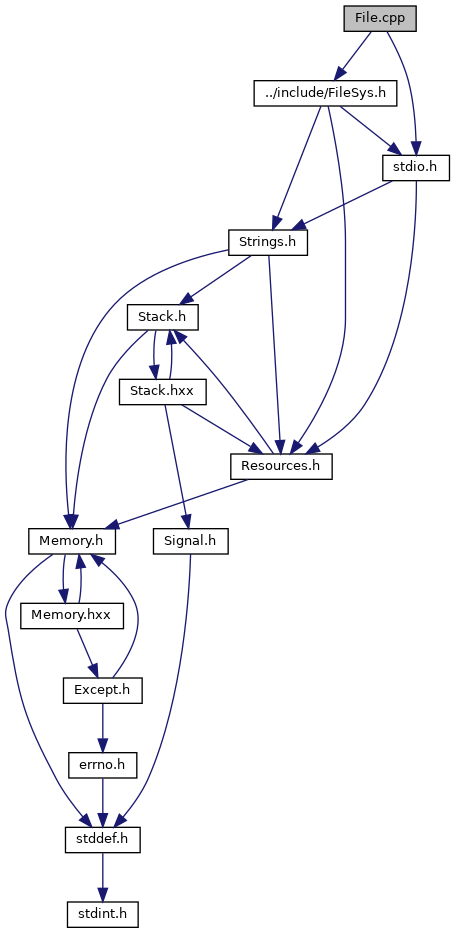 File.cpp
../include/FileSys.h
stdio.h
Strings.h
Stack.h
Stack.hxx
Resources.h
Memory.h
Signal.h
Memory.hxx
Except.h
errno.h
stddef.h
stdint.h